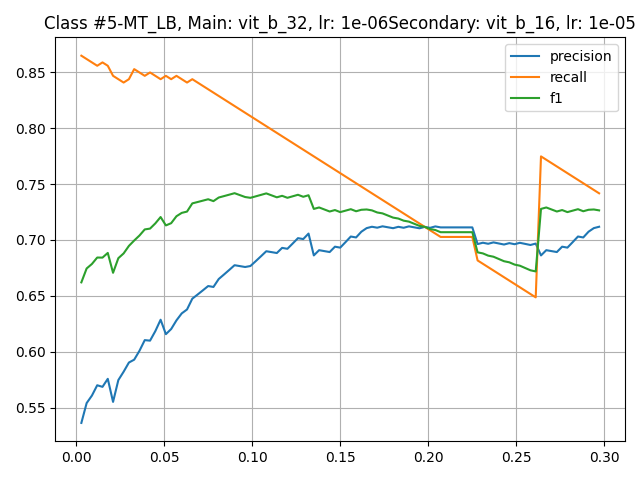 Class #5-MT_LB, Main: vit_b_32, lr: 1e-06Secondary: vit_b_16, lr: 1e-05
precision
recall
f1
0.85
0.80
0.75
0.70
0.65
0.60
0.55
0.00 0.05 0.10 0.15 0.20 0.25 0.30